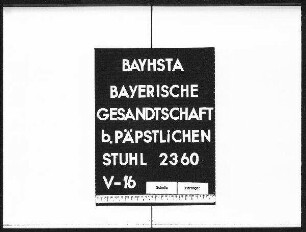 BAYHSTA
BAYERISCHE
GESANDTSCHAFT
b. PÄPSTLiCHEN
STUHL 2360
V-16